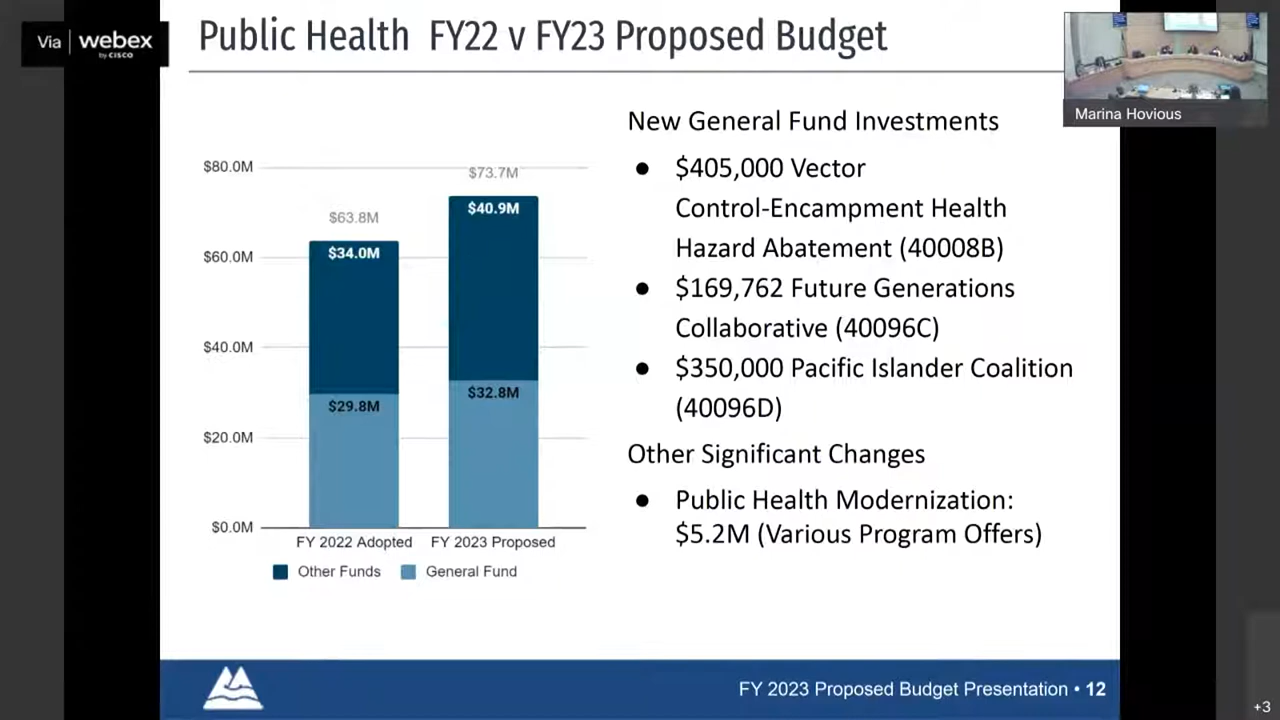 Via webex
by CISCO
Public Health FY22 v FY23 Proposed Budget
Marina Hovious
$80.0M
$60.0M
$40.0M
$20.0M
$0.0M
$63.8M
$34.0M
$29.8M
$73.7M
$40.9M
$32.8M
FY 2022 Adopted
FY 2023 Proposed
Other Funds
General Fund
New General Fund Investments
● $405,000 Vector
Control-Encampment Health
Hazard Abatement (40008B)
● $169,762 Future Generations
Collaborative (40096C)
● $350,000 Pacific Islander Coalition
(40096D)
Other Significant Changes
● Public Health Modernization:
$5.2M (Various Program Offers)
FY 2023 Proposed Budget Presentation • 12
+3